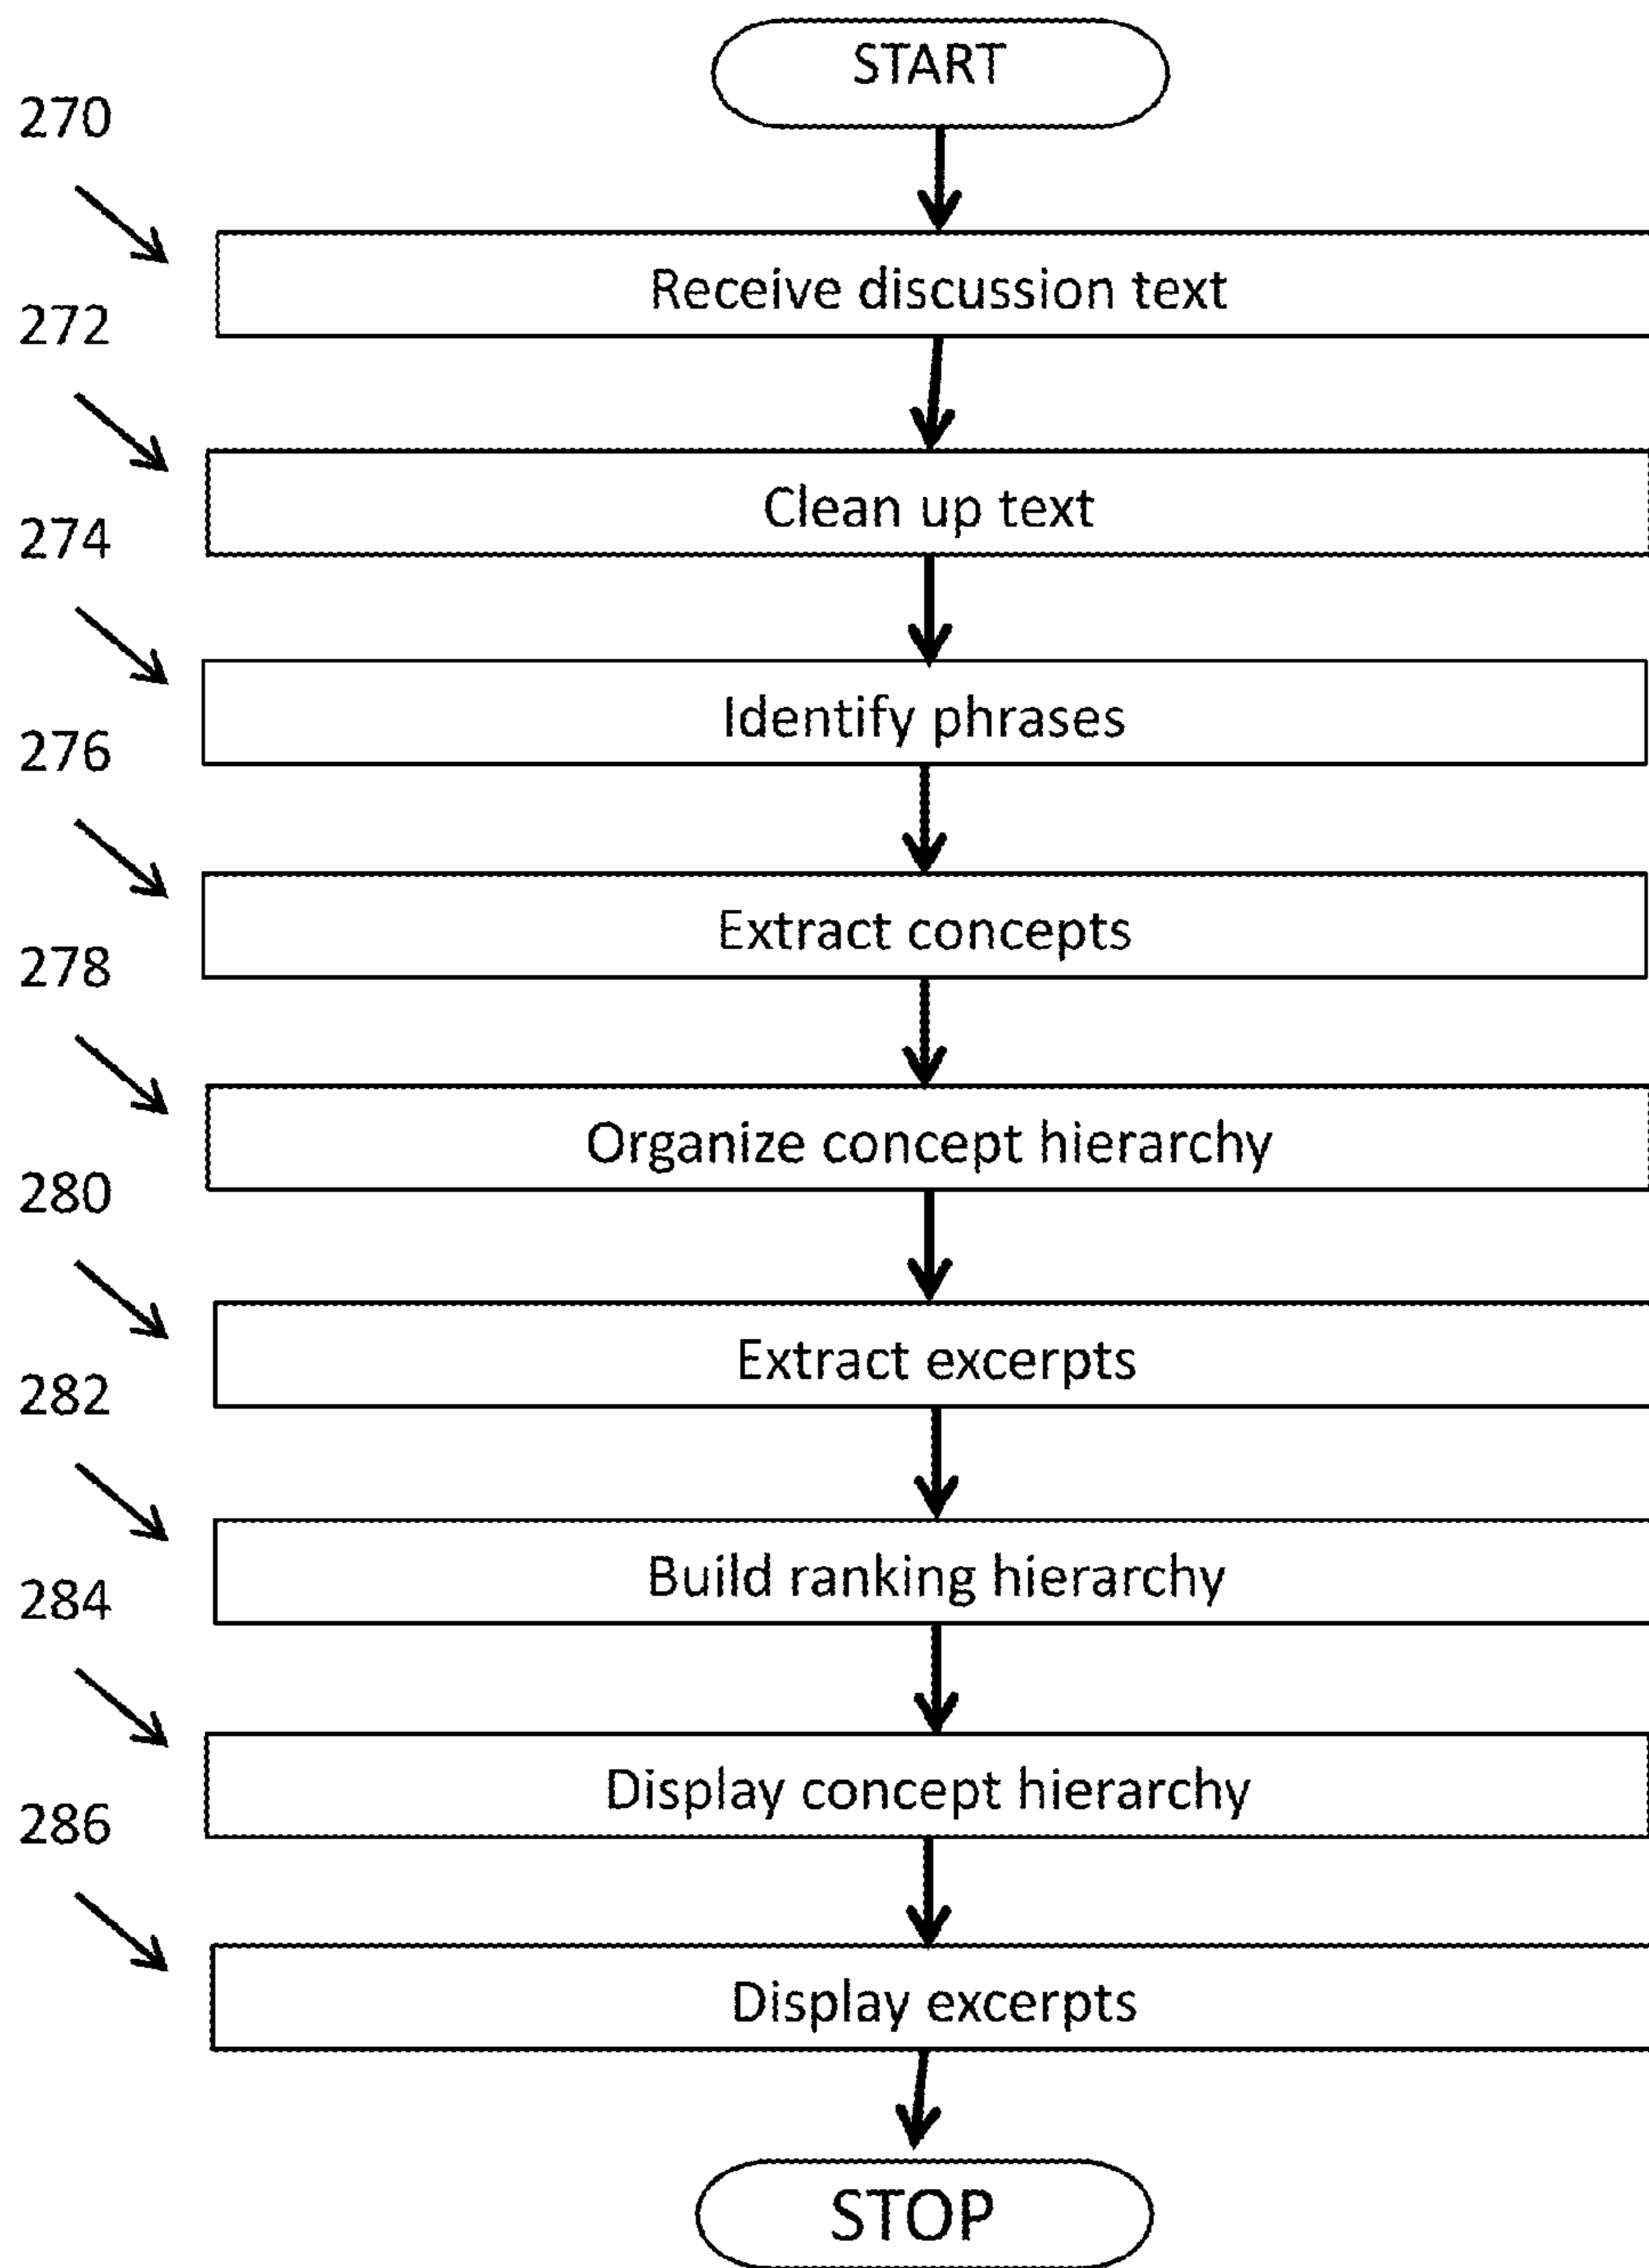 START
270
Receive discussion text
272
Clean up text
274
Identify phrases
276
Extract concepts
278
Organize concept hierarchy
280
Extract excerpts
282
Build ranking hierarchy
284
Display concept hierarchy
286
Display excerpts
STOP